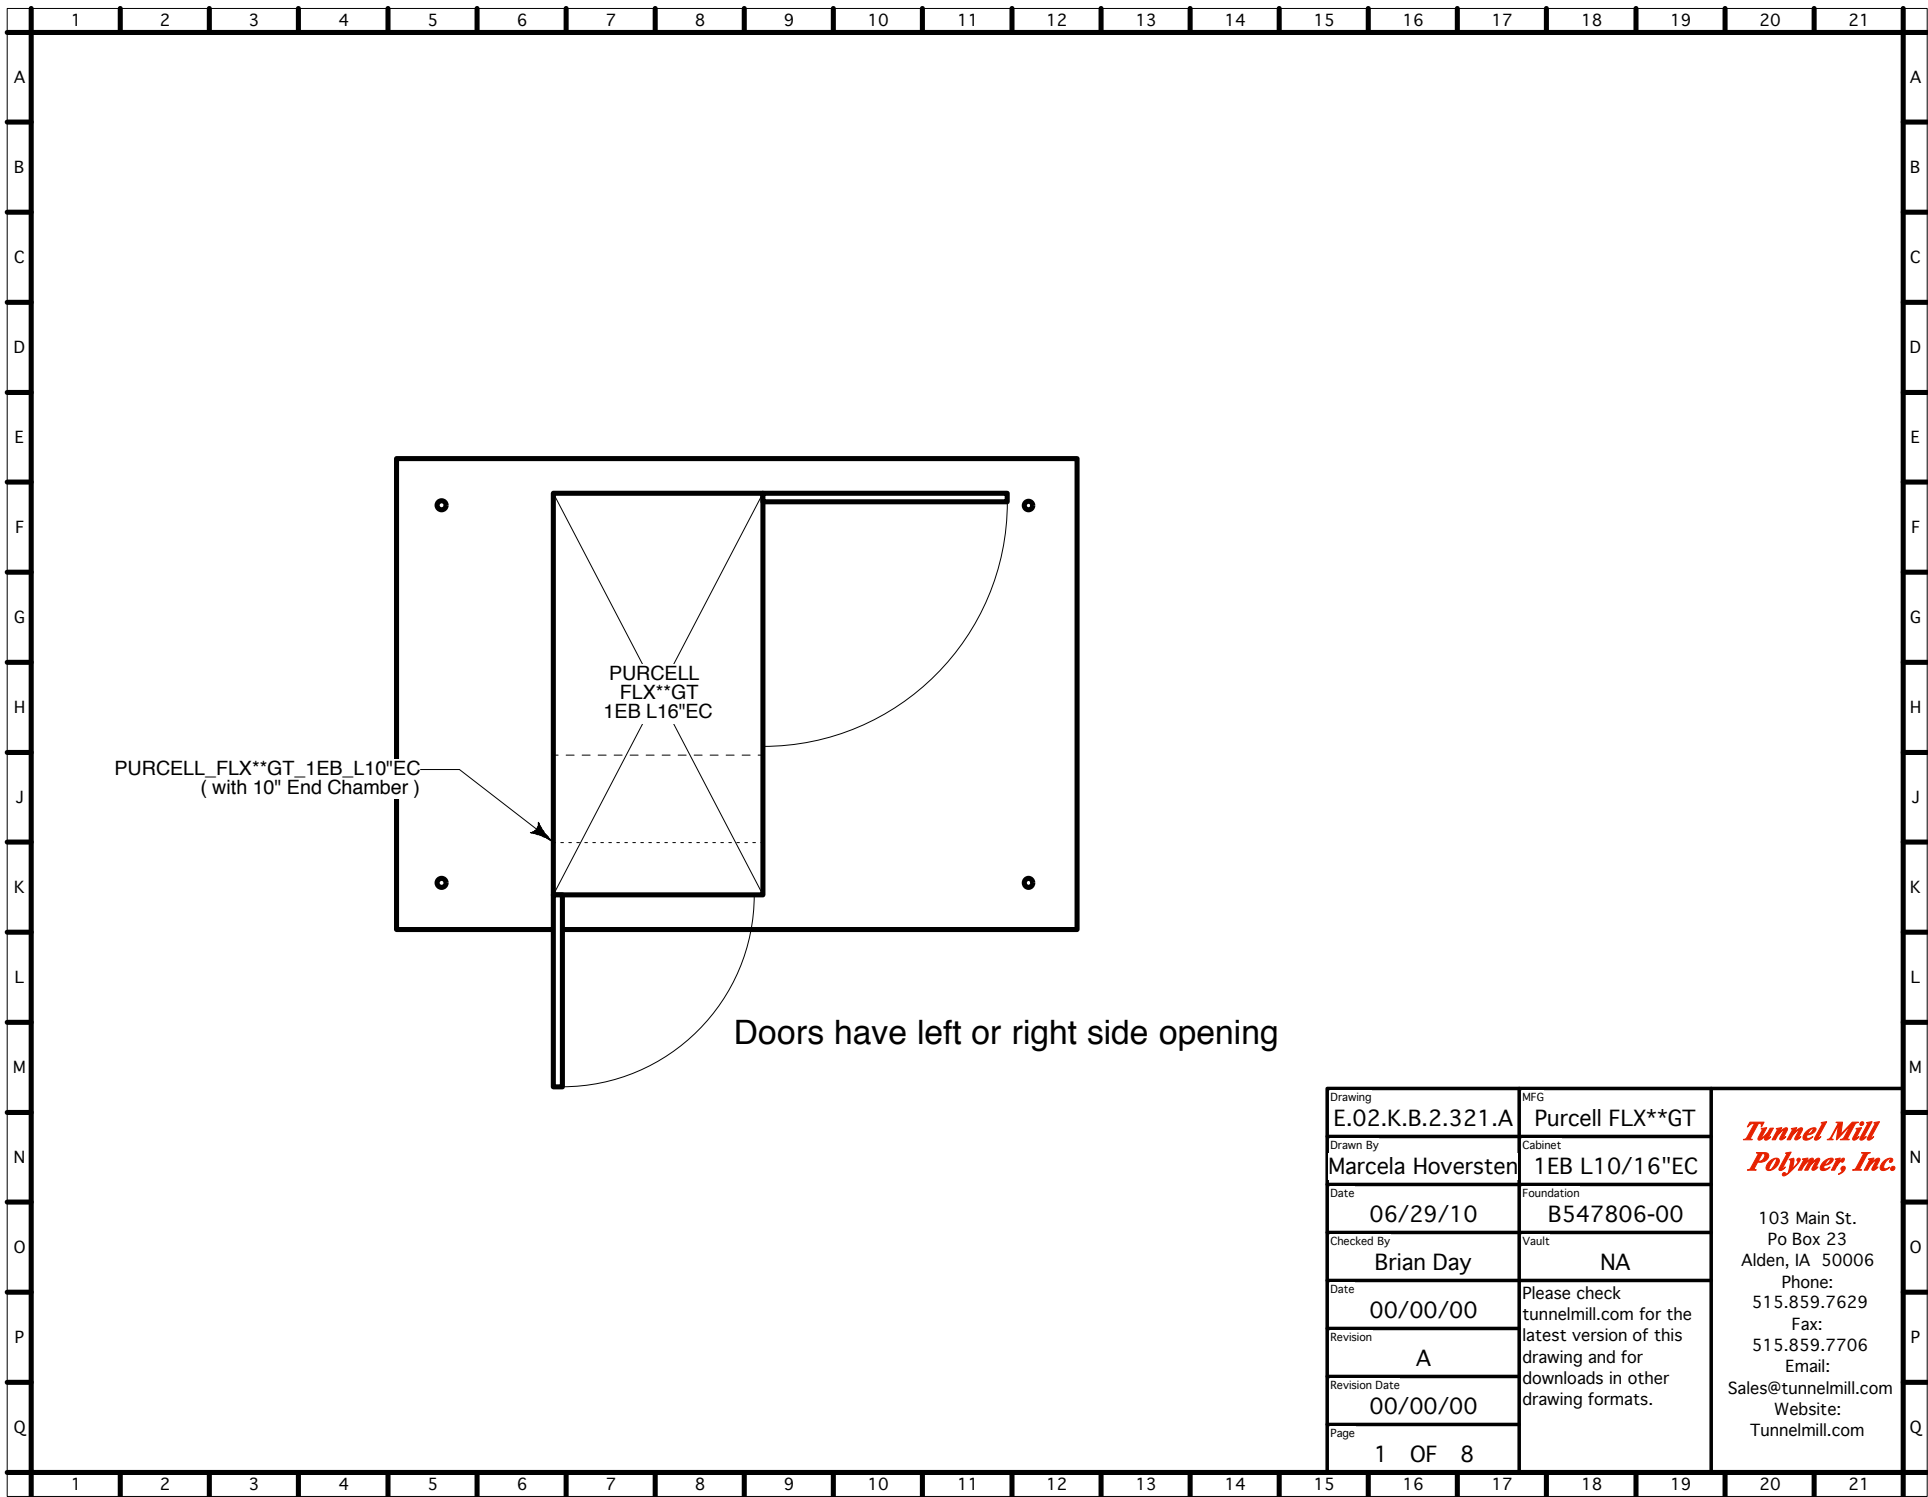 1 2 3 4 5 6 7 8 9 10 11 12 13 14 15 16 17 18 19 20 21
A A
B B
C C
D D
E E
F F
G G
H H
J J
K K
L L
M M
N N
O O
P P
Q Q
PURCELL
FLX**GT
1EB L16"EC
PURCELL_FLX**GT_1EB_L10"EC
( with 10" End Chamber )
Doors have left or right side opening
Drawing
E.02.K.B.2.321.A
MFG
Purcell FLX**GT
Drawn By
Marcela Hoversten
Cabinet
1EB L10/16"EC
Date
06/29/10
Foundation
B547806-00
Checked By
Brian Day
Vault
NA
Date
00/00/00
Revision
A
Revision Date
00/00/00
Page
1 OF 8
Please check
tunnelmill.com for the
latest version of this
drawing and for
downloads in other
drawing formats.
Tunnel Mill
Polymer, Inc.
103 Main St.
Po Box 23
Alden, IA 50006
Phone:
515.859.7629
Fax:
515.859.7706
Email:
Sales@tunnelmill.com
Website:
Tunnelmill.com
1 2 3 4 5 6 7 8 9 10 11 12 13 14 15 16 17 18 19 20 21